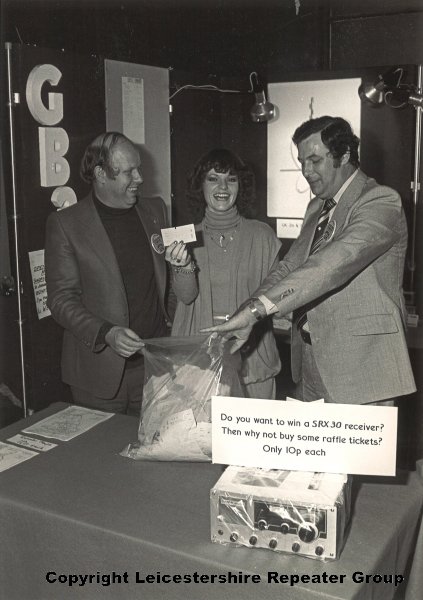 GB
Do you want to win a SRX30 receiver?
Then why not buy some raffle tickets?
Only 10p each
Copyright Leicestershire Repeater Group